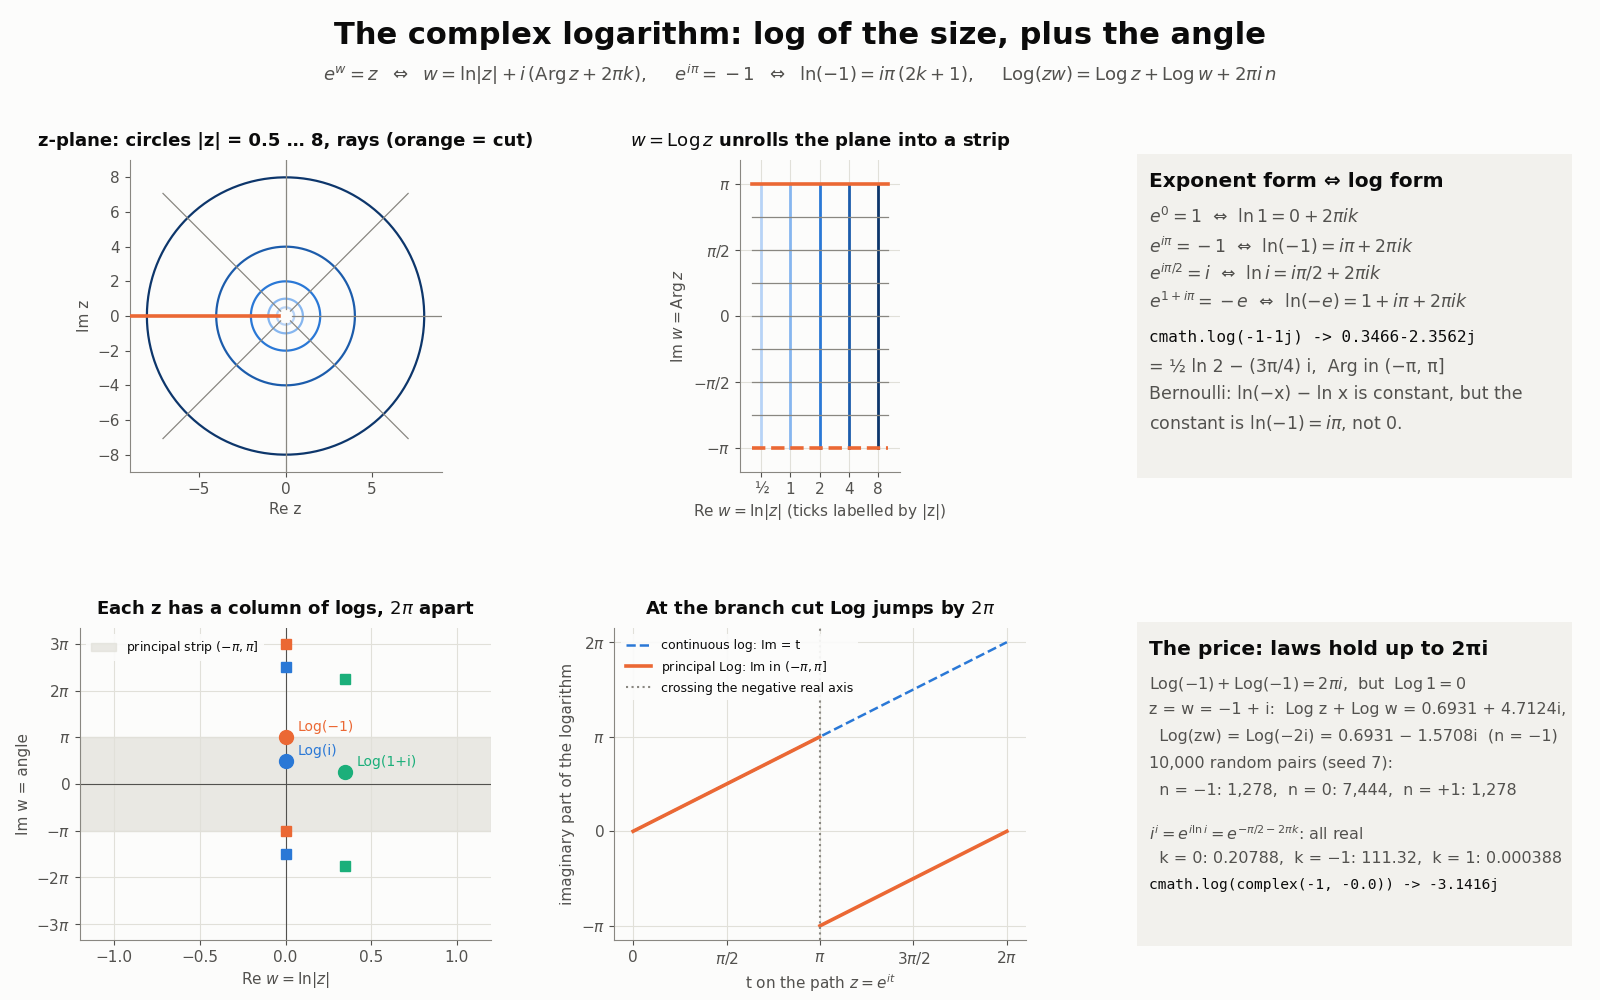 The complex logarithm: log of the size, plus the angle
e^w = z ⇔ w = ln|z| + i (Arg z + 2πk), e^{iπ} = −1 ⇔ ln(−1) = iπ (2k + 1), Log(zw) = Log z + Log w + 2πi n
z-plane: circles |z| = 0.5 … 8, rays (orange = cut)
8
6
4
2
0
−2
−4
−6
−8
Im z
−5 0 5
Re z
w = Log z unrolls the plane into a strip
π
π/2
0
−π/2
−π
Im w = Arg z
½ 1 2 4 8
Re w = ln|z| (ticks labelled by |z|)
Exponent form ⇔ log form
e^0 = 1 ⇔ ln 1 = 0 + 2πik
e^{iπ} = −1 ⇔ ln(−1) = iπ + 2πik
e^{iπ/2} = i ⇔ ln i = iπ/2 + 2πik
e^{1 + iπ} = −e ⇔ ln(−e) = 1 + iπ + 2πik
cmath.log(-1-1j) -> 0.3466-2.3562j
= ½ ln 2 − (3π/4) i, Arg in (−π, π]
Bernoulli: ln(−x) − ln x is constant, but the
constant is ln(−1) = iπ, not 0.
Each z has a column of logs, 2π apart
principal strip (−π, π]
3π
2π
π
0
−π
−2π
−3π
Im w = angle
Log(−1)
Log(i)
Log(1+i)
−1.0 −0.5 0.0 0.5 1.0
Re w = ln|z|
At the branch cut Log jumps by 2π
continuous log: Im = t
principal Log: Im in (−π, π]
crossing the negative real axis
2π
π
0
−π
imaginary part of the logarithm
0 π/2 π 3π/2 2π
t on the path z = e^{it}
The price: laws hold up to 2πi
Log(−1) + Log(−1) = 2πi, but Log 1 = 0
z = w = −1 + i: Log z + Log w = 0.6931 + 4.7124i,
Log(zw) = Log(−2i) = 0.6931 − 1.5708i (n = −1)
10,000 random pairs (seed 7):
n = −1: 1,278, n = 0: 7,444, n = +1: 1,278
i^i = e^{i ln i} = e^{−π/2 − 2πk}: all real
k = 0: 0.20788, k = −1: 111.32, k = 1: 0.000388
cmath.log(complex(-1, -0.0)) -> -3.1416j